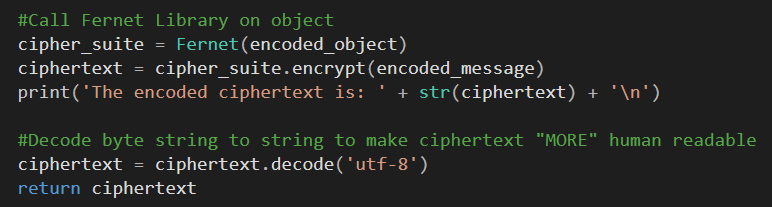 #Call Fernet Library on object
cipher_suite = Fernet(encoded_object)
ciphertext = cipher_suite.encrypt(encoded_message)
print('The encoded ciphertext is: ' + str(ciphertext) + '\n')
#Decode byte string to string to make ciphertext "MORE" human readable
ciphertext = ciphertext.decode('utf-8')
return ciphertext